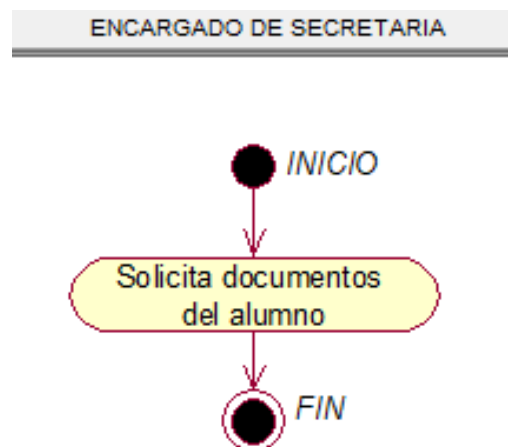 ENCARGADO DE SECRETARIA
INICIO
Solicita documentos
del alumno
FIN